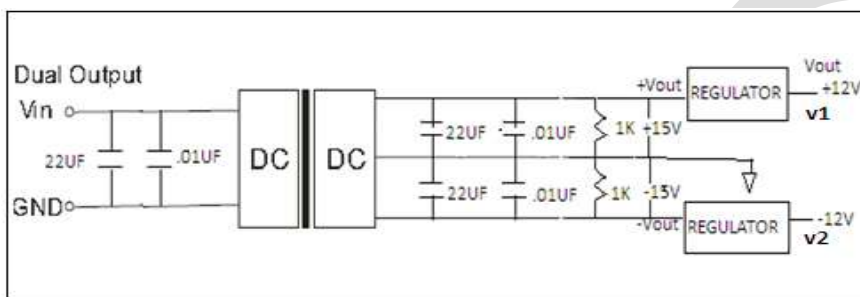 Dual Output
Vin
22UF
.01UF
GND
DC
DC
22UF
.01UF
1K
+15V
22UF
.01UF
1K
-15V
+Vout
REGULATOR
Vout
+12V
v1
-Vout
REGULATOR
-12V
v2